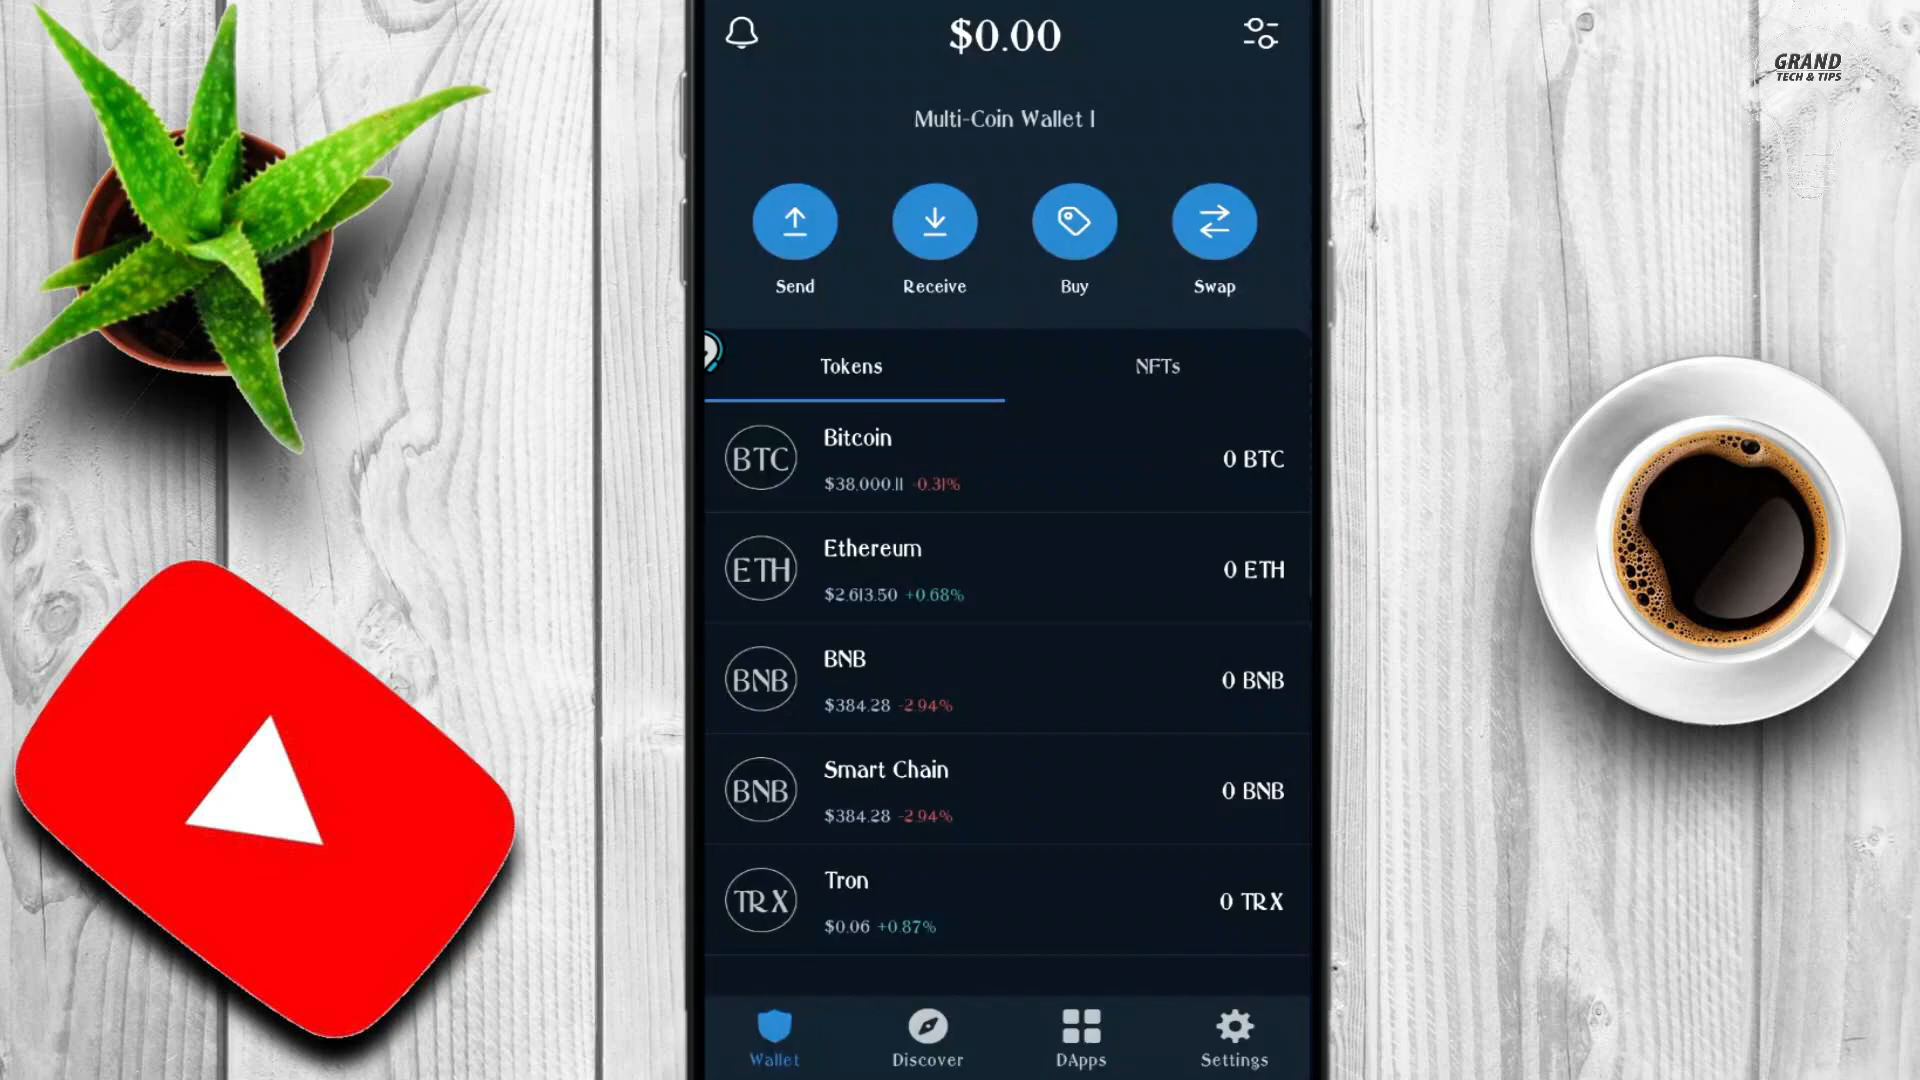 $0.00
GRAND
TECH & TIPS
Multi-Coin Wallet 1
Send
Receive
Buy
Swap
Tokens
NFTs
BTC
Bitcoin
$38,000.11 -0.31%
0 BTC
ETH
Ethereum
$2,613.50 +0.68%
0 ETH
BNB
BNB
$384.28 -2.94%
0 BNB
BNB
Smart Chain
$384.28 -2.94%
0 BNB
TRX
Tron
$0.06 +0.87%
0 TRX
Wallet
Discover
DApps
Settings